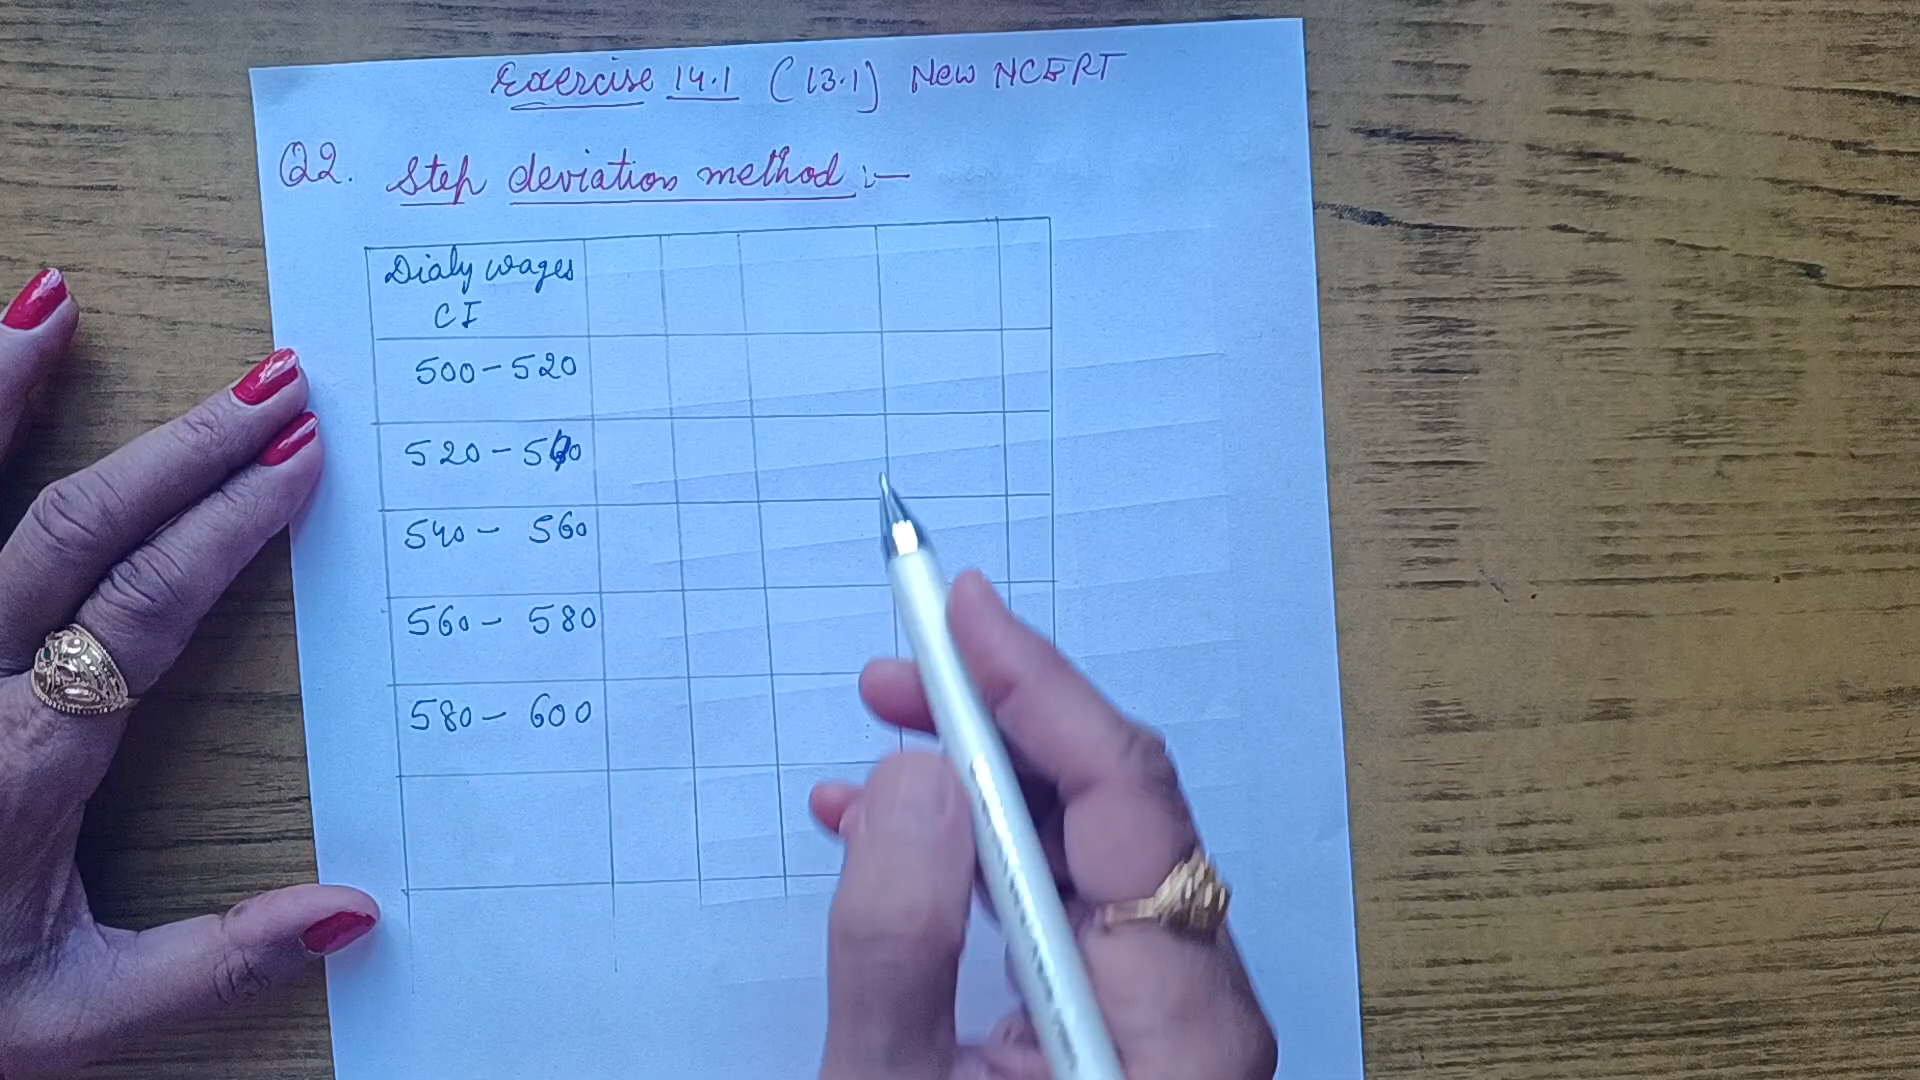 Exercise 14.1 (13.1) New NCERT
Q2. Step deviation method :-
Dialy wages
CI
500-520
520-540
540- 560
560- 580
580- 600